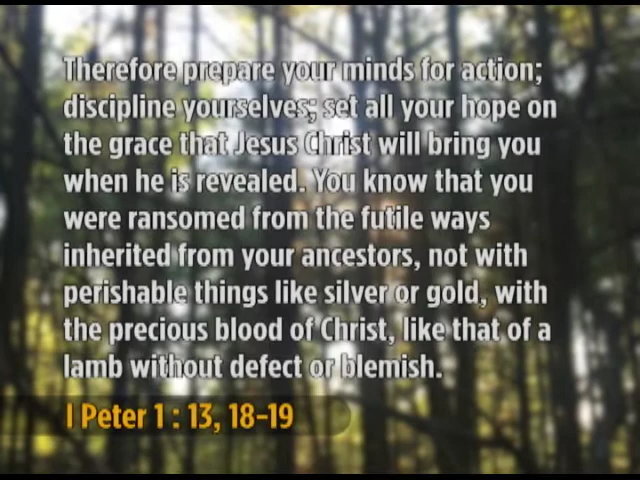 Therefore prepare your minds for action;
discipline yourselves; set all your hope on
the grace that Jesus Christ will bring you
when he is revealed. You know that you
were ransomed from the futile ways
inherited from your ancestors, not with
perishable things like silver or gold, with
the precious blood of Christ, like that of a
lamb without defect or blemish.
I Peter 1 : 13, 18-19